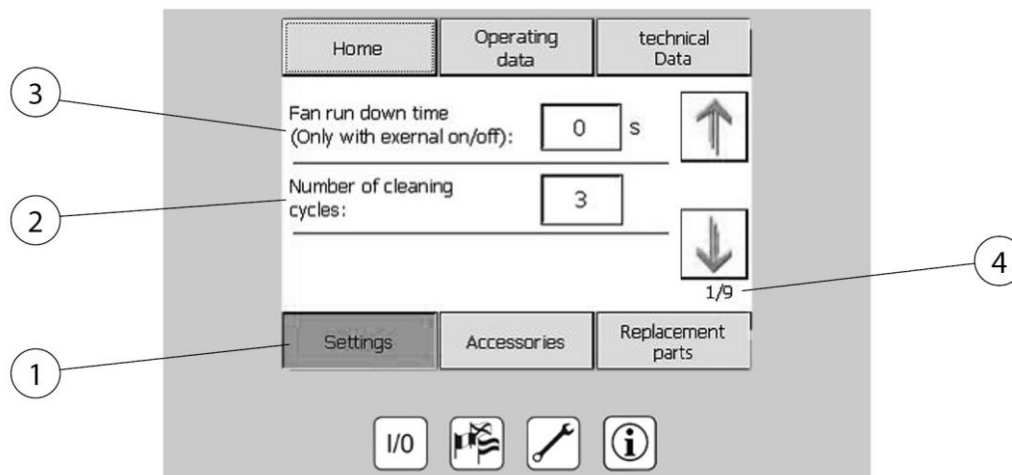 Home
Operating
data
technical
Data
3
Fan run down time
(Only with exernal on/off):
0
s
2
Number of cleaning
cycles:
3
4
1/9
1
Settings
Accessories
Replacement
parts
I/0
i